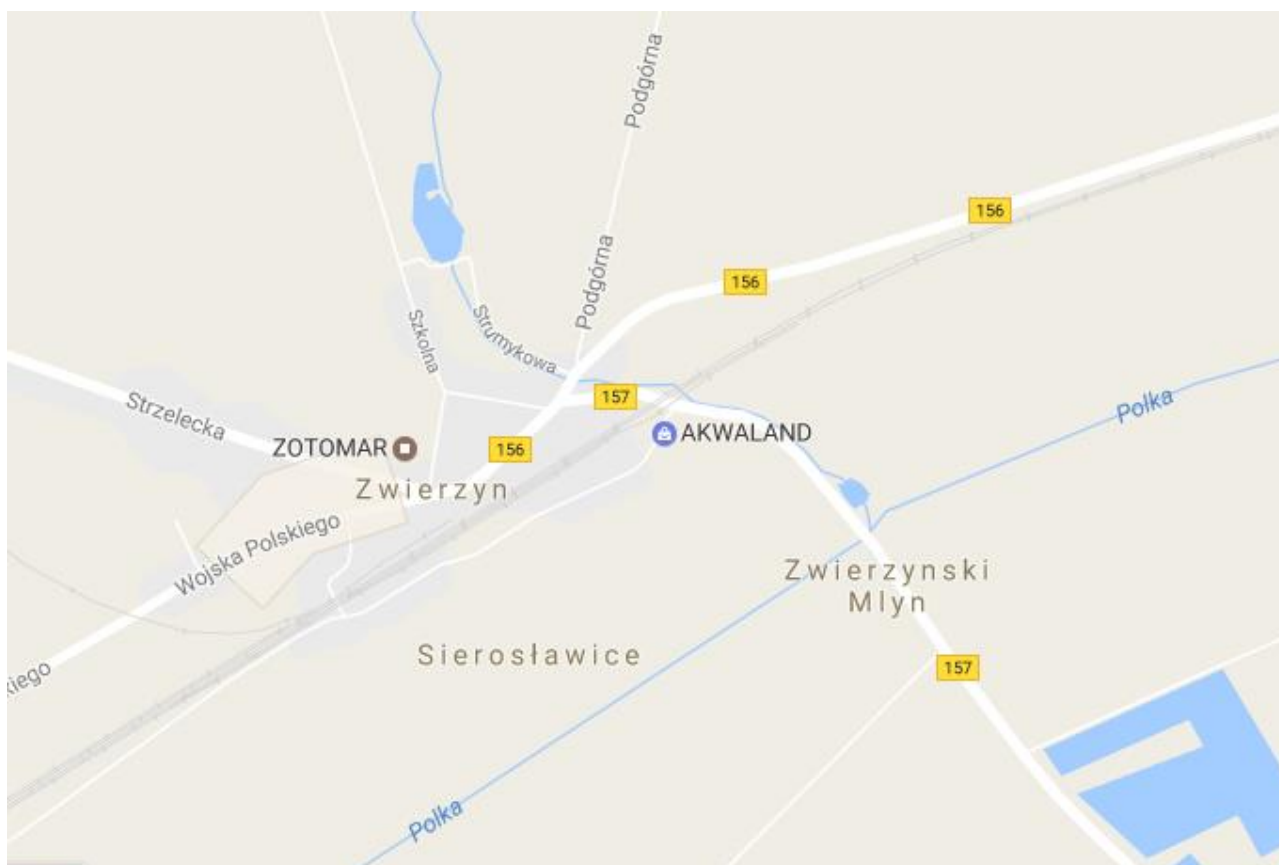 Podgórna
156
156
Podgórna
Szkolna
Strumykowa
157
Strzelecka
Polka
AKWALAND
ZOTOMAR
156
Zwierzyn
Wojska Polskiego
Zwierzynski
Mlyn
Sierosławice
157
kiego
Polka